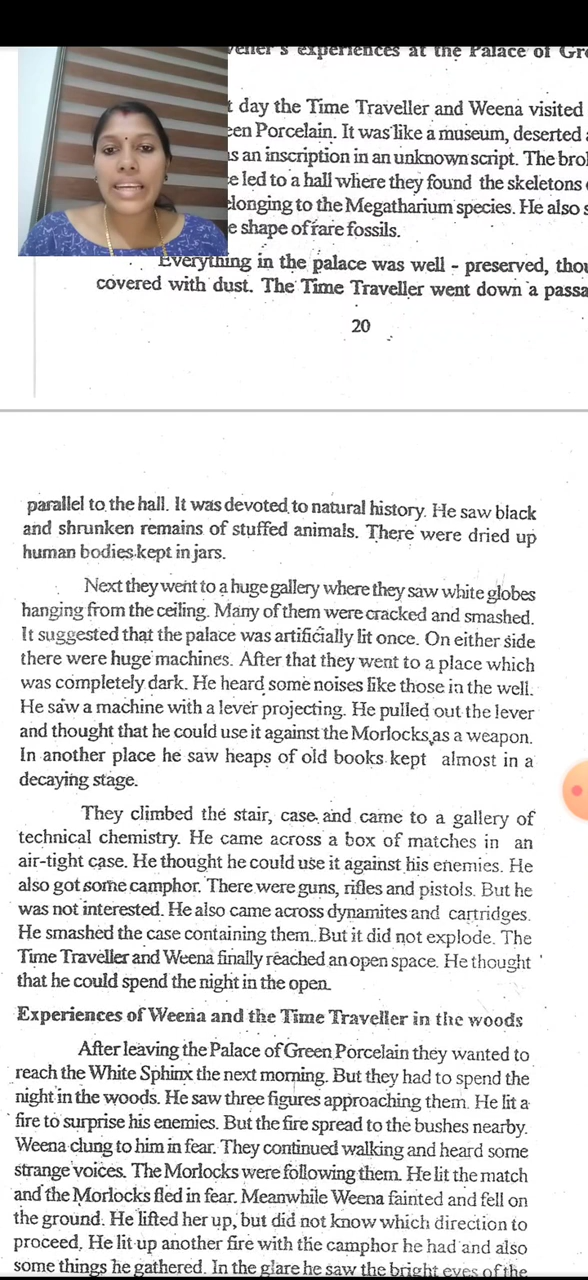 experiences at the Palace of
day the Time Traveller and Weena visited
Porcelain. It was like a museum, deserted
an inscription in an unknown script. The
led to a hall where they found the skeletons
to the Megatharium species. He also
shape of rare fossils.
Everything in the palace was well - preserved,
covered with dust. The Time Traveller went down a
20
parallel to the hall. It was devoted to natural history. He saw black
and shrunken remains of stuffed animals. There were dried up
human bodies kept in jars.
Next they went to a huge gallery where they saw white globes
hanging from the ceiling. Many of them were cracked and smashed.
It suggested that the palace was artificially lit once. On either side
there were huge machines. After that they went to a place which
was completely dark. He heard some noises like those in the well.
He saw a machine with a lever projecting. He pulled out the lever
and thought that he could use it against the Morlocks as a weapon.
In another place he saw heaps of old books kept almost in a
decaying stage.
They climbed the stair, case and came to a gallery of
technical chemistry. He came across a box of matches in an
air-tight case. He thought he could use it against his enemies. He
also got some camphor. There were guns, rifles and pistols. But he
was not interested. He also came across dynamites and cartridges.
He smashed the case containing them. But it did not explode. The
Time Traveller and Weena finally reached an open space. He thought
that he could spend the night in the open.
Experiences of Weena and the Time Traveller in the woods
After leaving the Palace of Green Porcelain they wanted to
reach the White Sphinx the next morning. But they had to spend the
night in the woods. He saw three figures approaching them. He lit a
fire to surprise his enemies. But the fire spread to the bushes nearby.
Weena clung to him in fear. They continued walking and heard some
strange voices. The Morlocks were following them. He lit the match
and the Morlocks fled in fear. Meanwhile Weena fainted and fell on
the ground. He lifted her up, but did not know which direction to
proceed. He lit up another fire with the camphor he had and also
some things he gathered. In the glare he saw the bright eyes of the